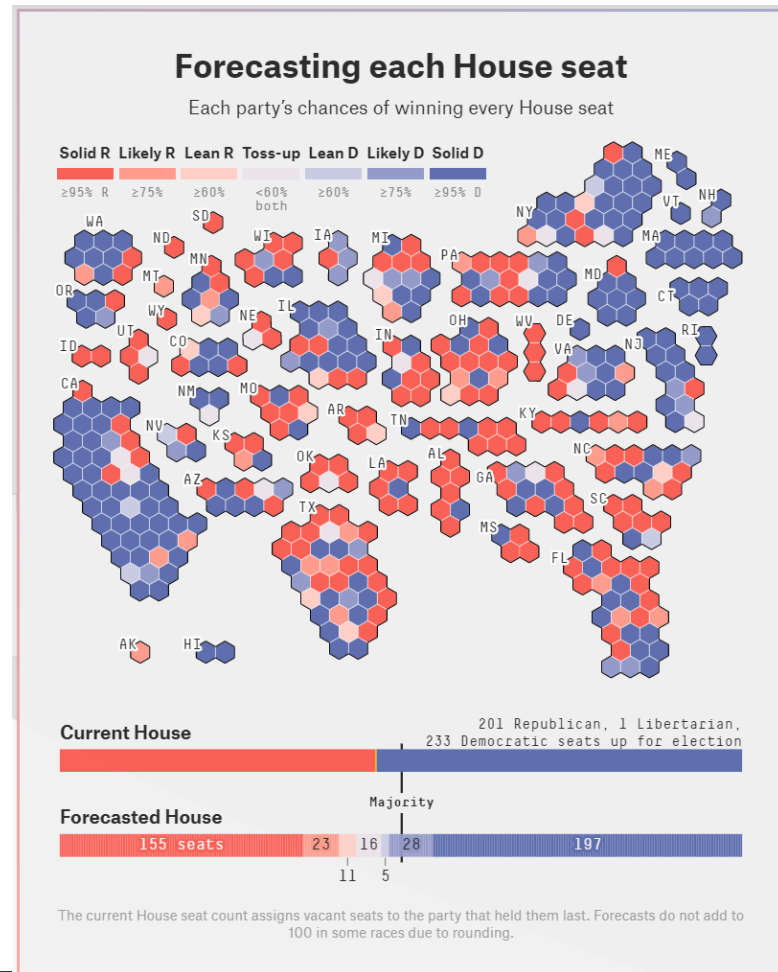 Forecasting each House seat
Each party's chances of winning every House seat
Solid R Likely R Lean R Toss-up Lean D Likely D Solid D
≥95% R ≥75% ≥60% <60% both ≥60% ≥75% ≥95% D
ME
NH
VT
NY
SD
WA
ND
WI
IA
MI
MA
PA
MN
MT
MD
OR
CT
WY
NE
IL
OH
WV
DE
RI
UT
IN
NJ
ID
CO
VA
CA
NM
MO
AR
TN
KY
NV
KS
NC
OK
LA
AL
AZ
GA
SC
TX
MS
FL
AK
HI
Current House
201 Republican, 1 Libertarian,
233 Democratic seats up for election
Majority
Forecasted House
155 seats 23 16 28 197
11 5
The current House seat count assigns vacant seats to the party that held them last. Forecasts do not add to
100 in some races due to rounding.